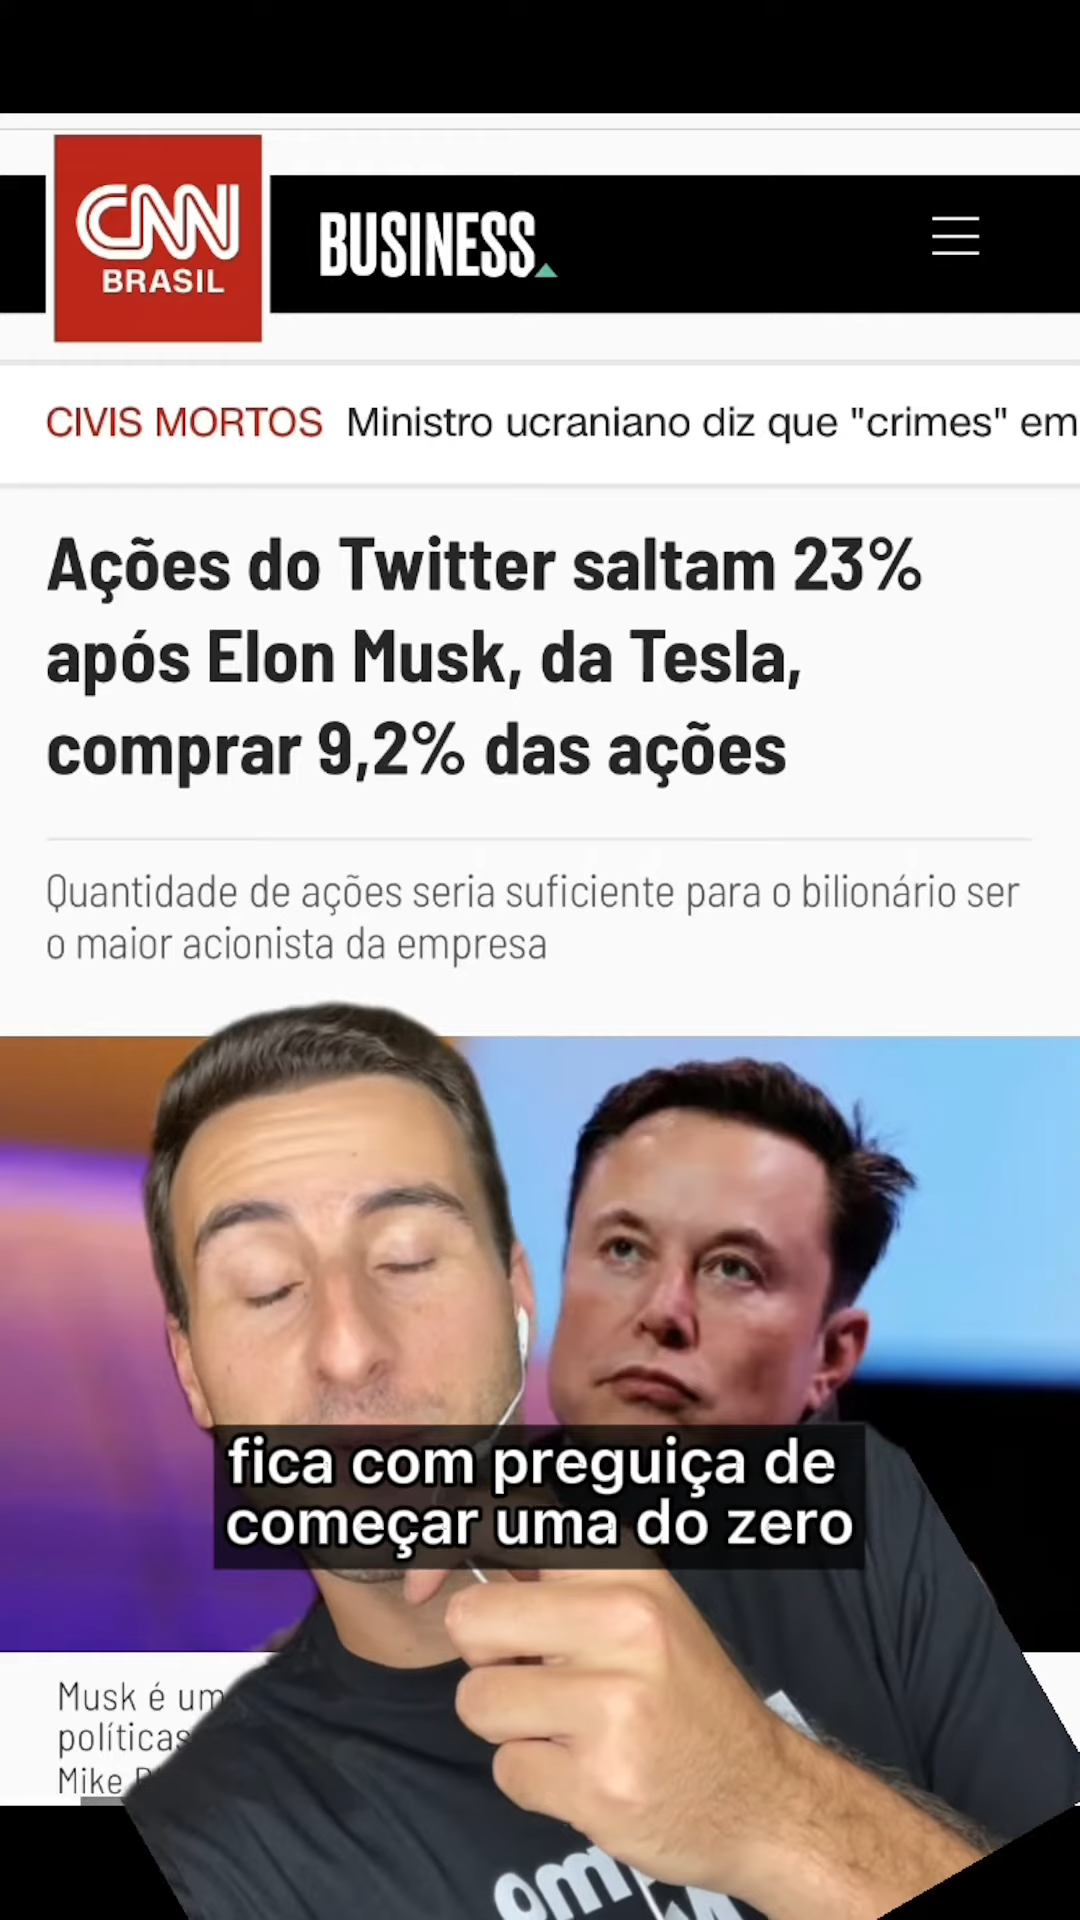 CNN
BRASIL
BUSINESS
CIVIS MORTOS Ministro ucraniano diz que "crimes" em
Ações do Twitter saltam 23%
após Elon Musk, da Tesla,
comprar 9,2% das ações
Quantidade de ações seria suficiente para o bilionário ser
o maior acionista da empresa
fica com preguiça de
começar uma do zero
Musk é um
políticas
Mike